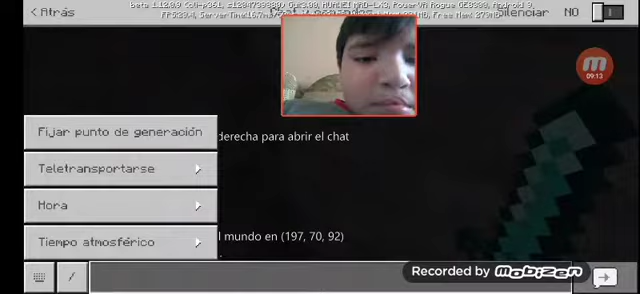 < Atrás
Silenciar NO
09:13
Fijar punto de generación
derecha para abrir el chat
Teletransportarse
Hora
Tiempo atmosférico
l mundo en (197, 70, 92)
/
Recorded by mobizen